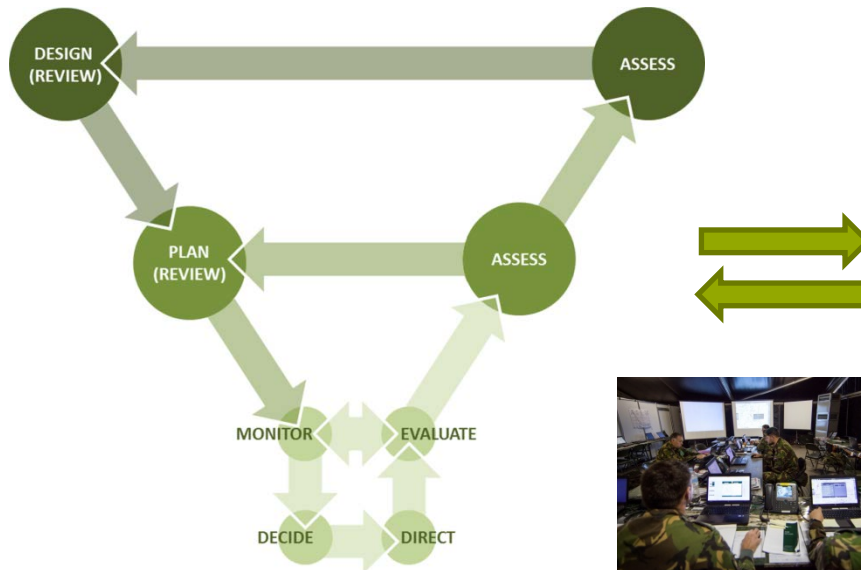 DESIGN
(REVIEW)
ASSESS
PLAN
(REVIEW)
ASSESS
MONITOR
EVALUATE
DECIDE
DIRECT